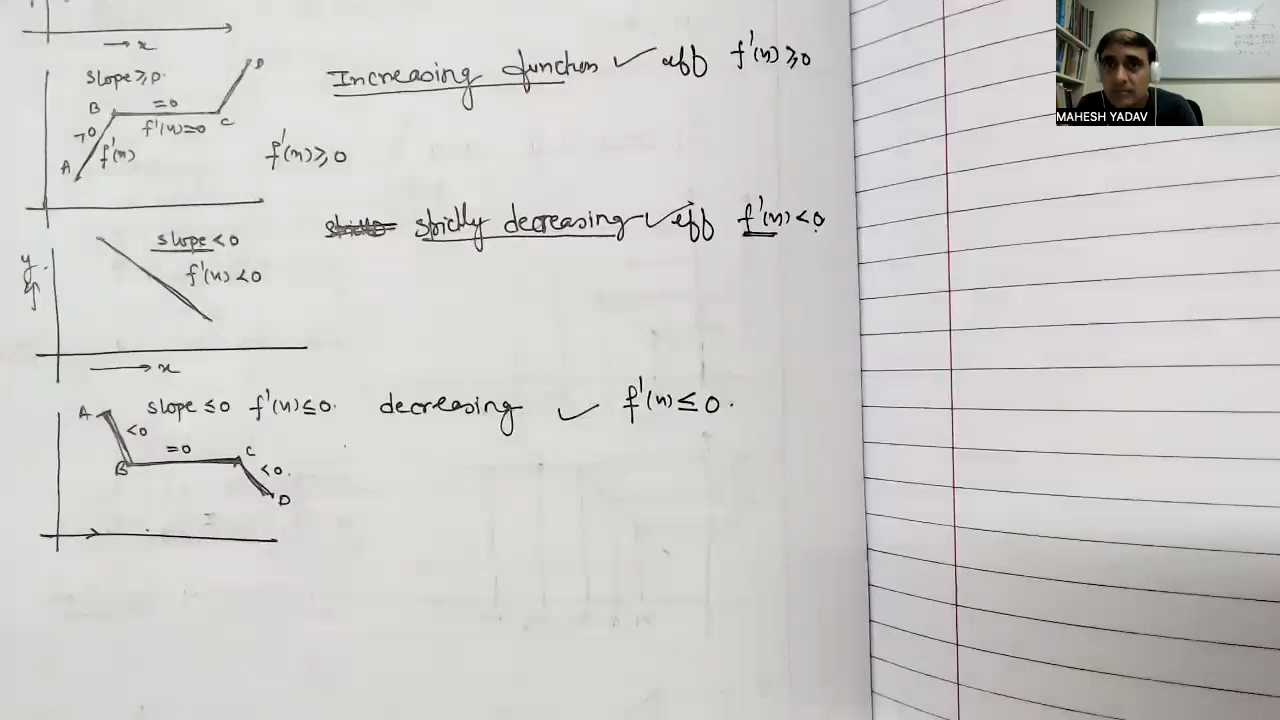 → x
slope ≥ 0.
Increasing function ✓ iff f'(x) ≥ 0
D
B
=0
C
>0
f'(x)=0
A
f'(x)
f'(x) ≥ 0
strictly decreasing ✓ iff f'(x) < 0
slope < 0
f'(x) < 0
y
→ x
A
slope ≤ 0 f'(x) ≤ 0. decreasing ✓ f'(x) ≤ 0.
<0
=0
C
B
<0.
D
MAHESH YADAV